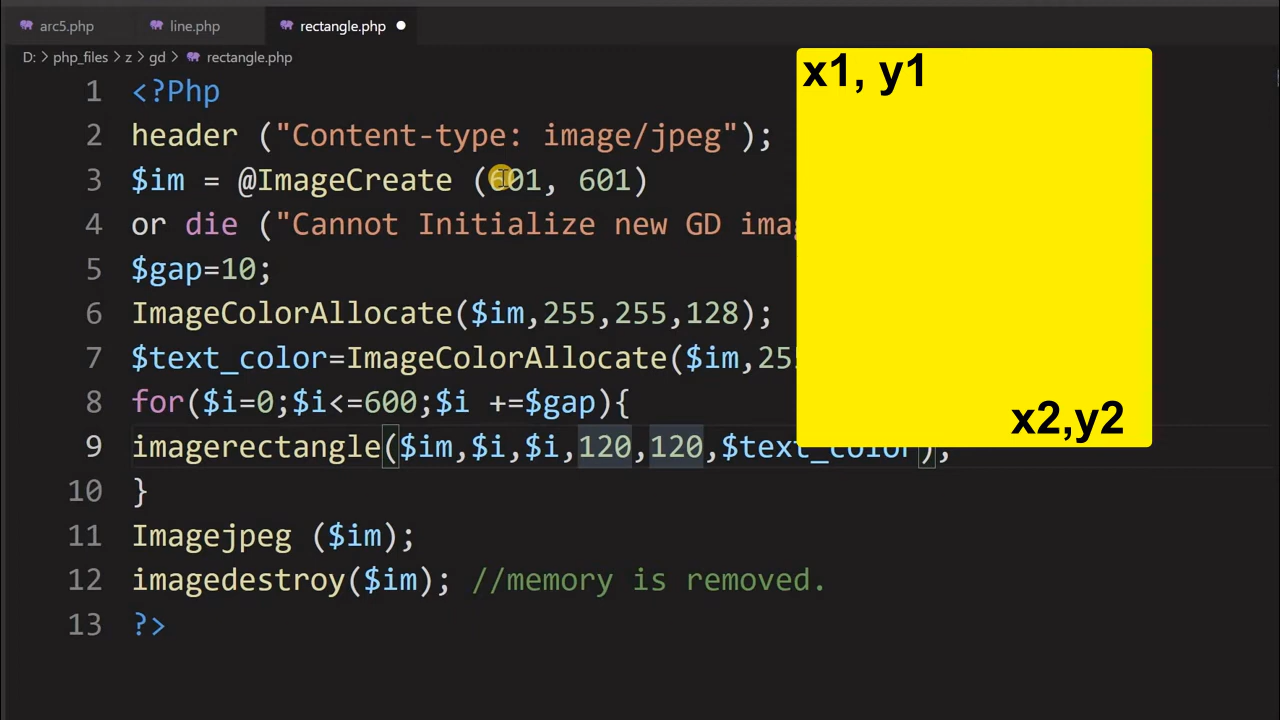 arc5.php line.php rectangle.php
D: > php_files > z > gd > rectangle.php
1 <?Php
2 header ("Content-type: image/jpeg");
3 $im = @ImageCreate (601, 601)
4 or die ("Cannot Initialize new GD
5 $gap=10;
6 ImageColorAllocate($im,255,255,128);
7 $text_color=ImageColorAllocate($im,
8 for($i=0;$i<=600;$i +=$gap){
9 imagerectangle($im,$i,$i,120,120,$text_color);
10 }
11 Imagejpeg ($im);
12 imagedestroy($im); //memory is removed.
13 ?>
x1, y1
x2,y2